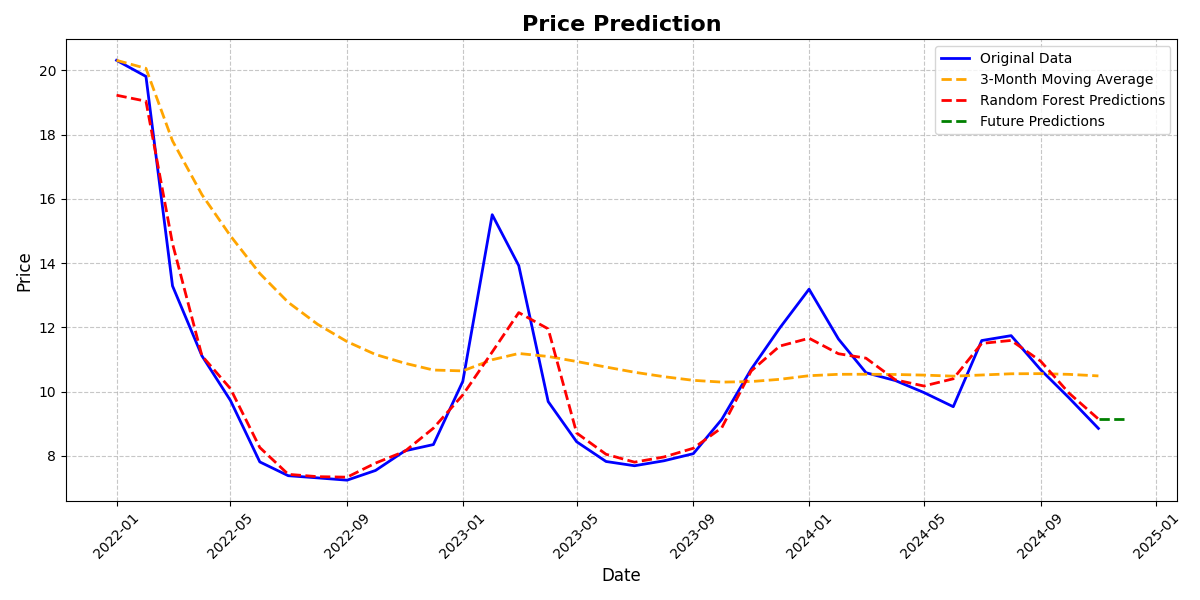 Price Prediction
Original Data
3-Month Moving Average
Random Forest Predictions
Future Predictions
Price
20
18
16
14
12
10
8
2022-01
2022-05
2022-09
2023-01
2023-05
2023-09
2024-01
2024-05
2024-09
2025-01
Date